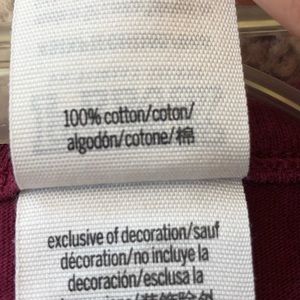 100% cotton/coton/
algodón/cotone/棉
exclusive of decoration/sauf
décoration/no incluye la
decoración/esclusa la